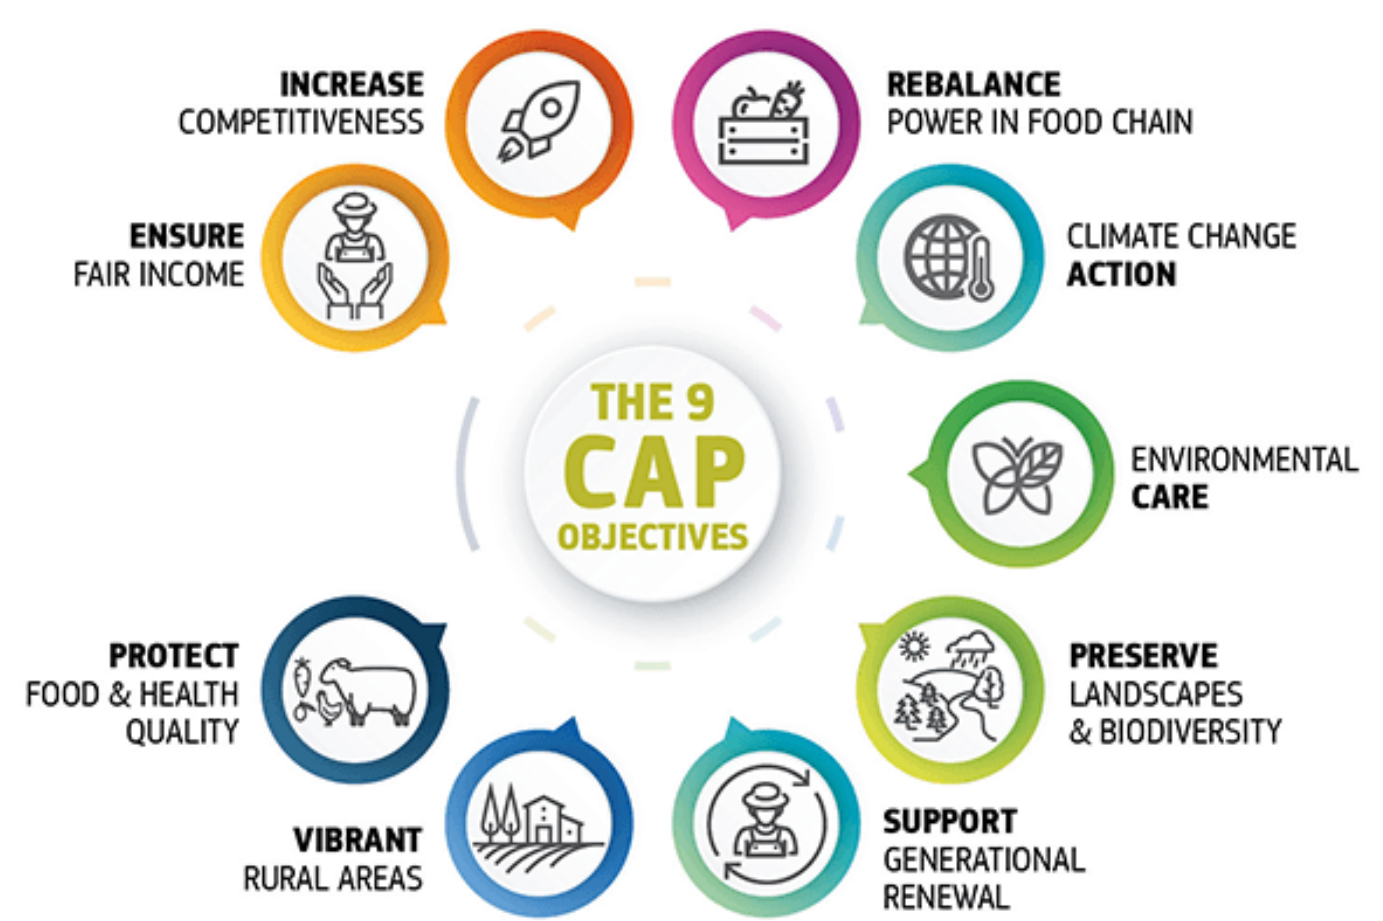 THE 9
CAP
OBJECTIVES
ENSURE
FAIR INCOME
INCREASE
COMPETITIVENESS
REBALANCE
POWER IN FOOD CHAIN
CLIMATE CHANGE
ACTION
ENVIRONMENTAL
CARE
PRESERVE
LANDSCAPES
& BIODIVERSITY
SUPPORT
GENERATIONAL
RENEWAL
VIBRANT
RURAL AREAS
PROTECT
FOOD & HEALTH
QUALITY